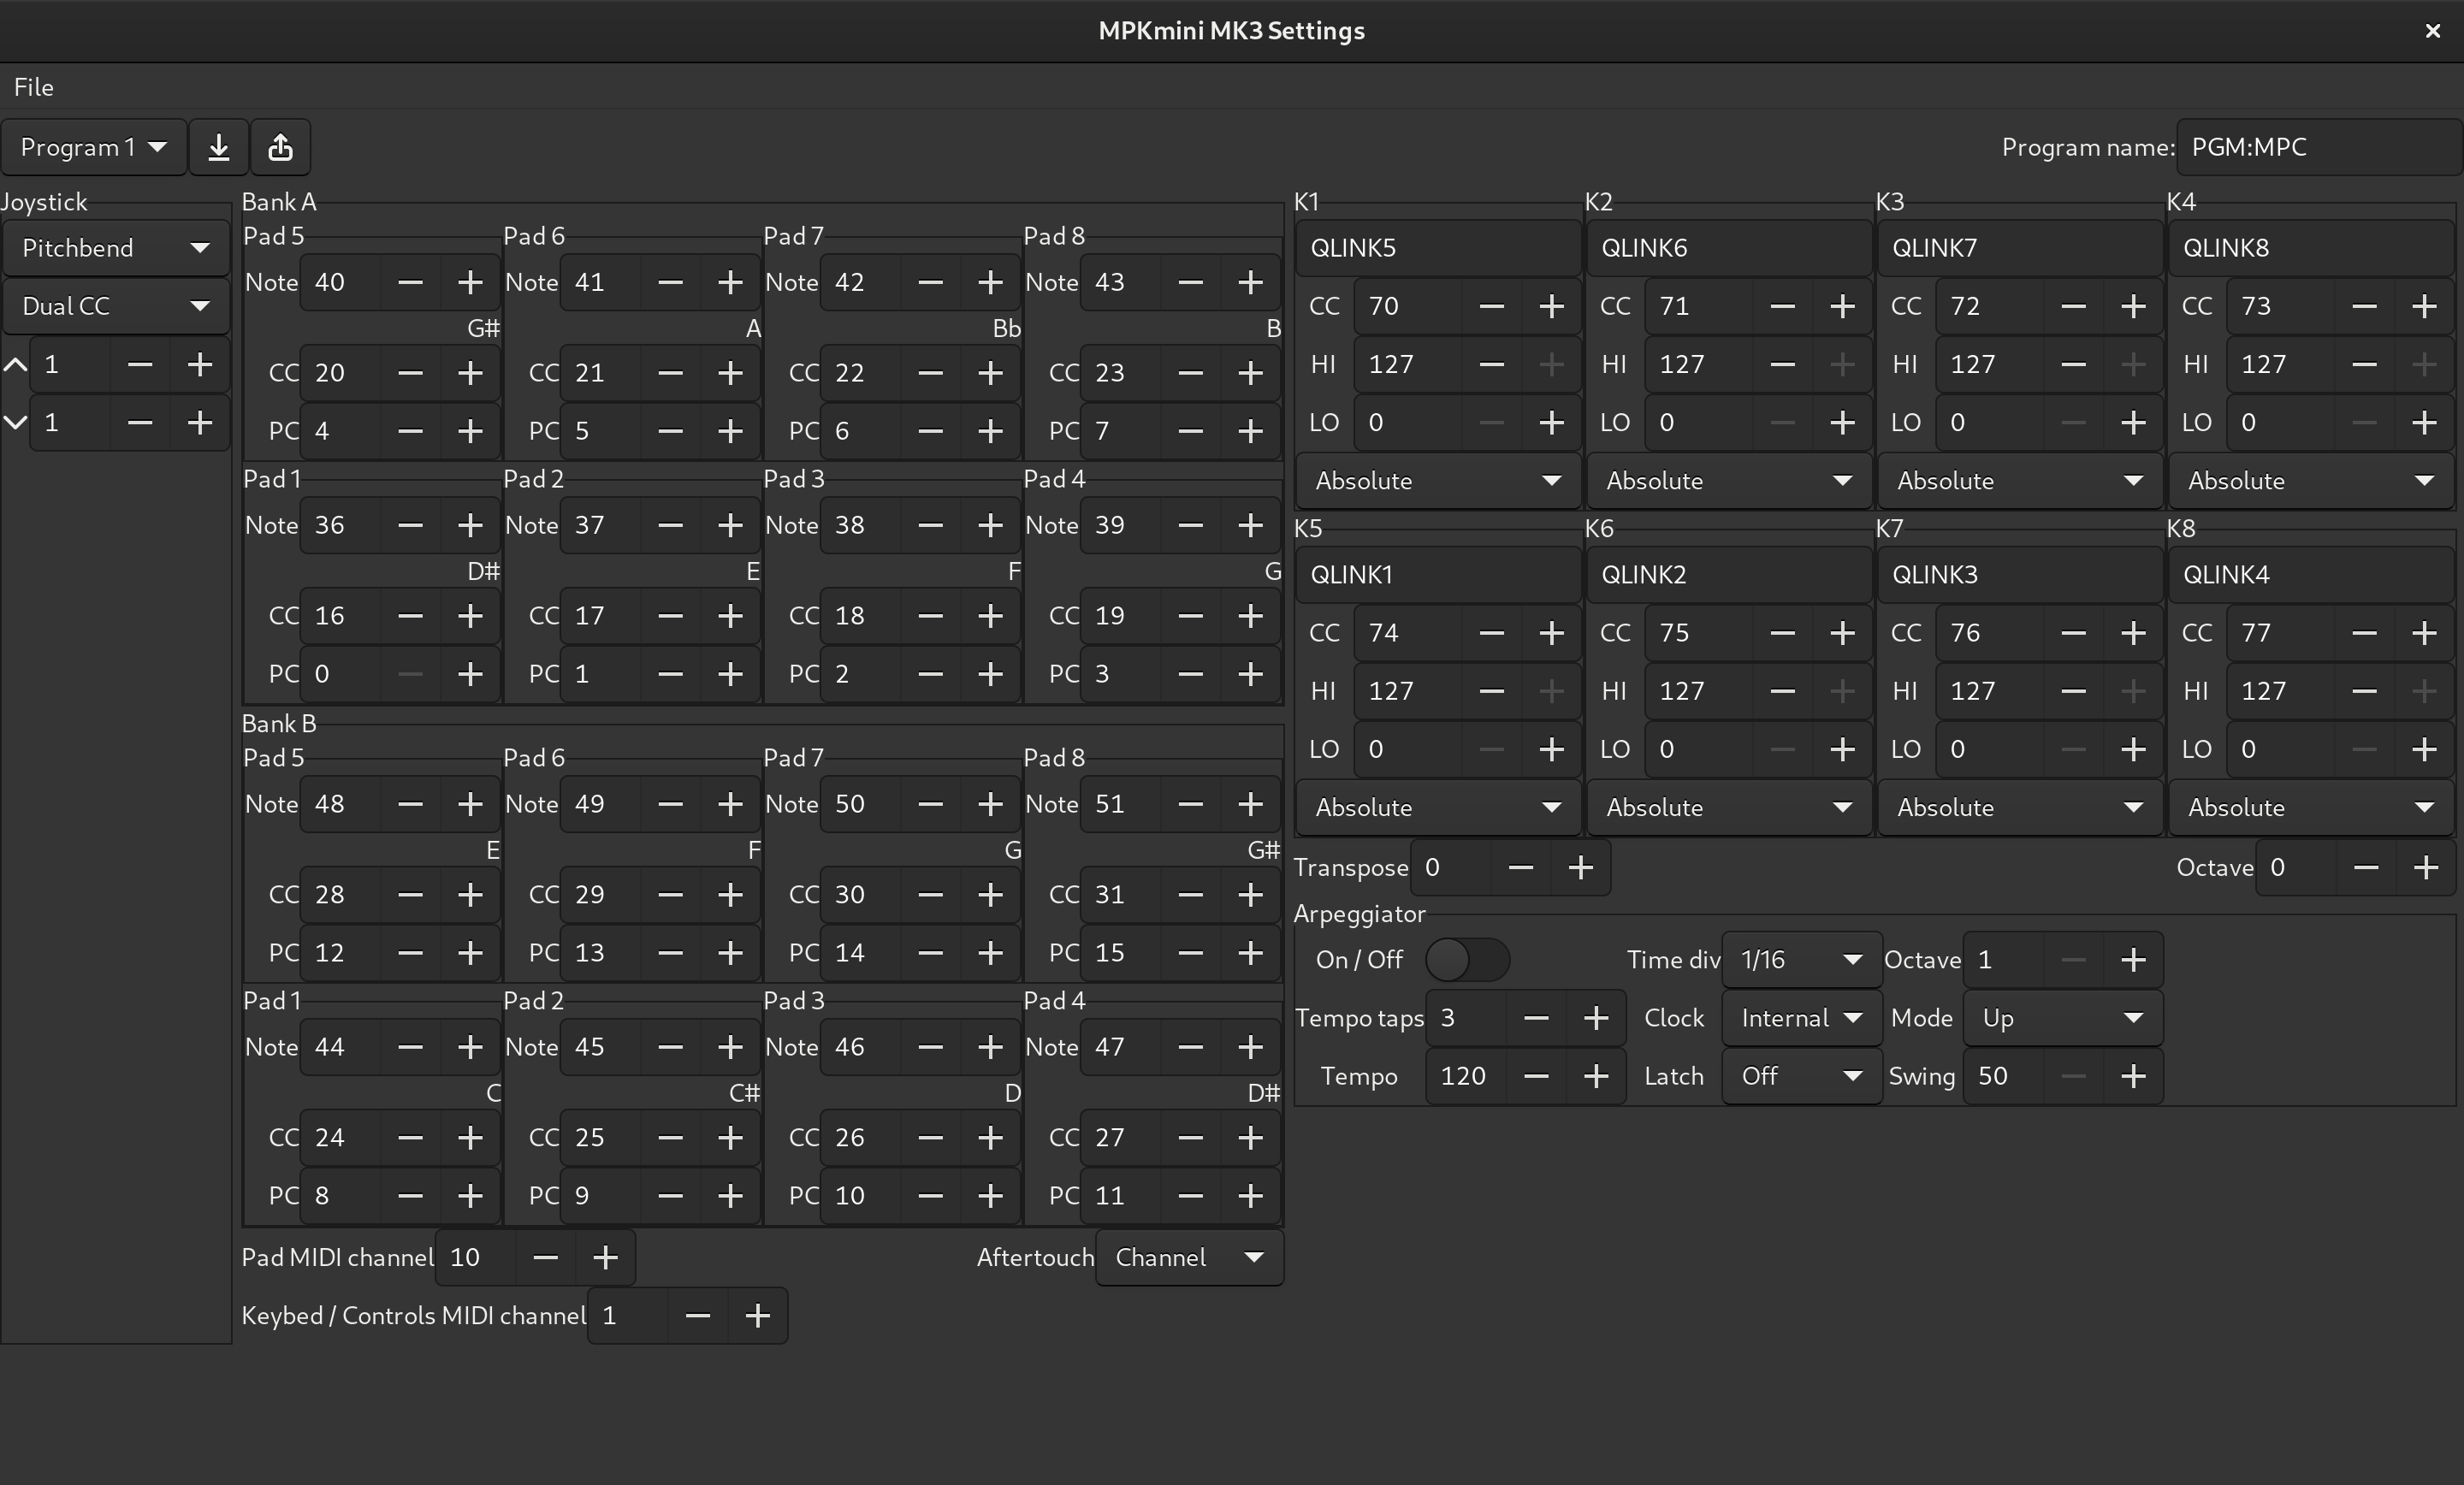 MPKmini MK3 Settings
File
Program 1
Program name: PGM:MPC
Joystick
Pitchbend
Dual CC
1
1
Bank A
Pad 5 Pad 6 Pad 7 Pad 8
Note 40 Note 41 Note 42 Note 43
G# A Bb B
CC 20 CC 21 CC 22 CC 23
PC 4 PC 5 PC 6 PC 7
Pad 1 Pad 2 Pad 3 Pad 4
Note 36 Note 37 Note 38 Note 39
D# E F G
CC 16 CC 17 CC 18 CC 19
PC 0 PC 1 PC 2 PC 3
Bank B
Pad 5 Pad 6 Pad 7 Pad 8
Note 48 Note 49 Note 50 Note 51
E F G G#
CC 28 CC 29 CC 30 CC 31
PC 12 PC 13 PC 14 PC 15
Pad 1 Pad 2 Pad 3 Pad 4
Note 44 Note 45 Note 46 Note 47
C C# D D#
CC 24 CC 25 CC 26 CC 27
PC 8 PC 9 PC 10 PC 11
Pad MIDI channel 10 Aftertouch Channel
Keybed / Controls MIDI channel 1
K1 K2 K3 K4
QLINK5 QLINK6 QLINK7 QLINK8
CC 70 CC 71 CC 72 CC 73
HI 127 HI 127 HI 127 HI 127
LO 0 LO 0 LO 0 LO 0
Absolute Absolute Absolute Absolute
K5 K6 K7 K8
QLINK1 QLINK2 QLINK3 QLINK4
CC 74 CC 75 CC 76 CC 77
HI 127 HI 127 HI 127 HI 127
LO 0 LO 0 LO 0 LO 0
Absolute Absolute Absolute Absolute
Transpose 0 Octave 0
Arpeggiator
On / Off Time div 1/16 Octave 1
Tempo taps 3 Clock Internal Mode Up
Tempo 120 Latch Off Swing 50